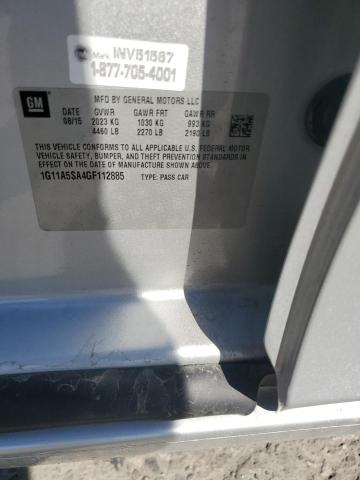 Mark INV51587
1-877-705-4001
GM
MFD BY GENERAL MOTORS LLC
DATE GVWR GAWR FRT GAWR RR
08/15 2023 KG 1030 KG 993 KG
4460 LB 2270 LB 2190 LB
THIS VEHICLE CONFORMS TO ALL APPLICABLE U.S. FEDERAL MOTOR
VEHICLE SAFETY, BUMPER, AND THEFT PREVENTION STANDARDS IN
EFFECT ON THE DATE OF MANUFACTURE SHOWN ABOVE.
1G11A5SA4GF112885 TYPE: PASS CAR